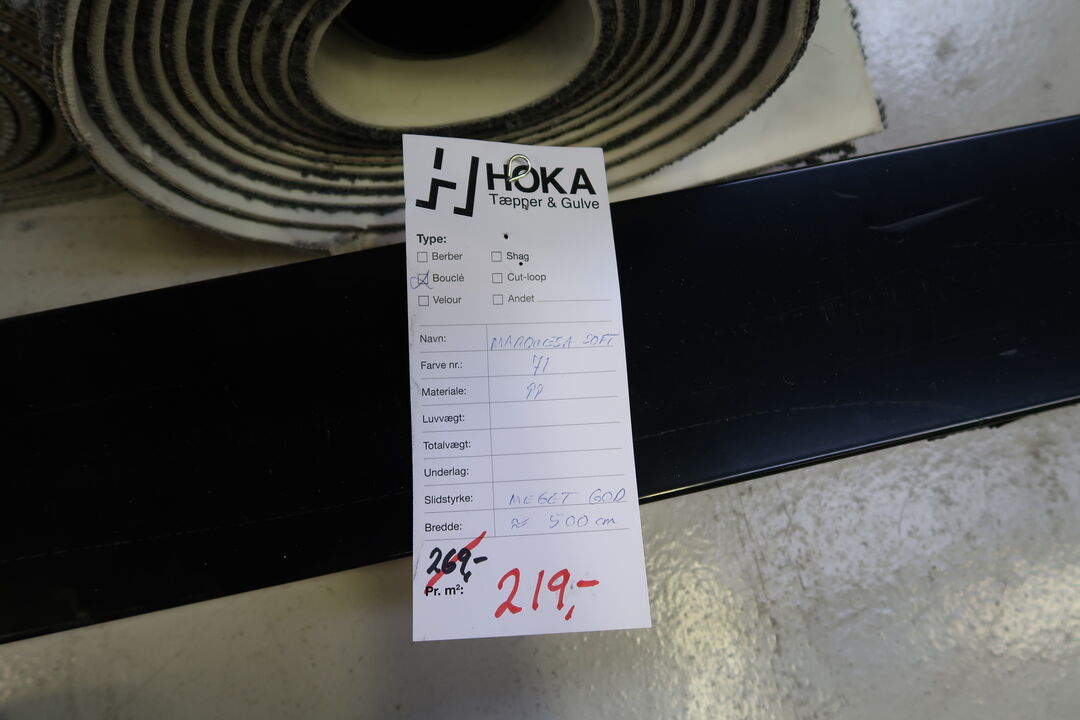 HOKA
Tæpper & Gulve
Type:
Berber
Shag
Bouclé
Cut-loop
Velour
Andet
Navn: MARQUESA SOFT
Farve nr.: 71
Materiale: PP
Luvvægt:
Totalvægt:
Underlag:
Slidstyrke: MEGET GOD
Bredde: ≈ 500 cm
269,-
Pr. m²: 219,-